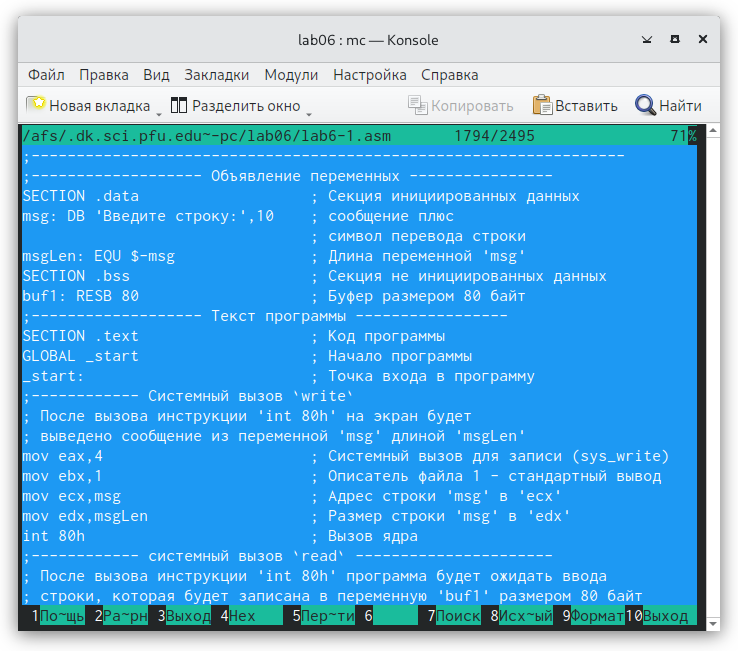 lab06 : mc — Konsole
Файл Правка Вид Закладки Модули Настройка Справка
Новая вкладка Разделить окно Копировать Вставить Найти
/afs/.dk.sci.pfu.edu~-pc/lab06/lab6-1.asm 1794/2495 71%
;------------------------------------------------------------------
;------------------- Объявление переменных ----------------
SECTION .data ; Секция инициированных данных
msg: DB 'Введите строку:',10 ; сообщение плюс
; символ перевода строки
msgLen: EQU $-msg ; Длина переменной 'msg'
SECTION .bss ; Секция не инициированных данных
buf1: RESB 80 ; Буфер размером 80 байт
;------------------- Текст программы -----------------
SECTION .text ; Код программы
GLOBAL _start ; Начало программы
_start: ; Точка входа в программу
;------------ Системный вызов `write`
; После вызова инструкции 'int 80h' на экран будет
; выведено сообщение из переменной 'msg' длиной 'msgLen'
mov eax,4 ; Системный вызов для записи (sys_write)
mov ebx,1 ; Описатель файла 1 - стандартный вывод
mov ecx,msg ; Адрес строки 'msg' в 'ecx'
mov edx,msgLen ; Размер строки 'msg' в 'edx'
int 80h ; Вызов ядра
;------------ системный вызов `read` ----------------------
; После вызова инструкции 'int 80h' программа будет ожидать ввода
; строки, которая будет записана в переменную 'buf1' размером 80 байт
1По~щь 2Ра~рн 3Выход 4Hex 5Пер~ти 6 7Поиск 8Исх~ый 9Формат 10Выход